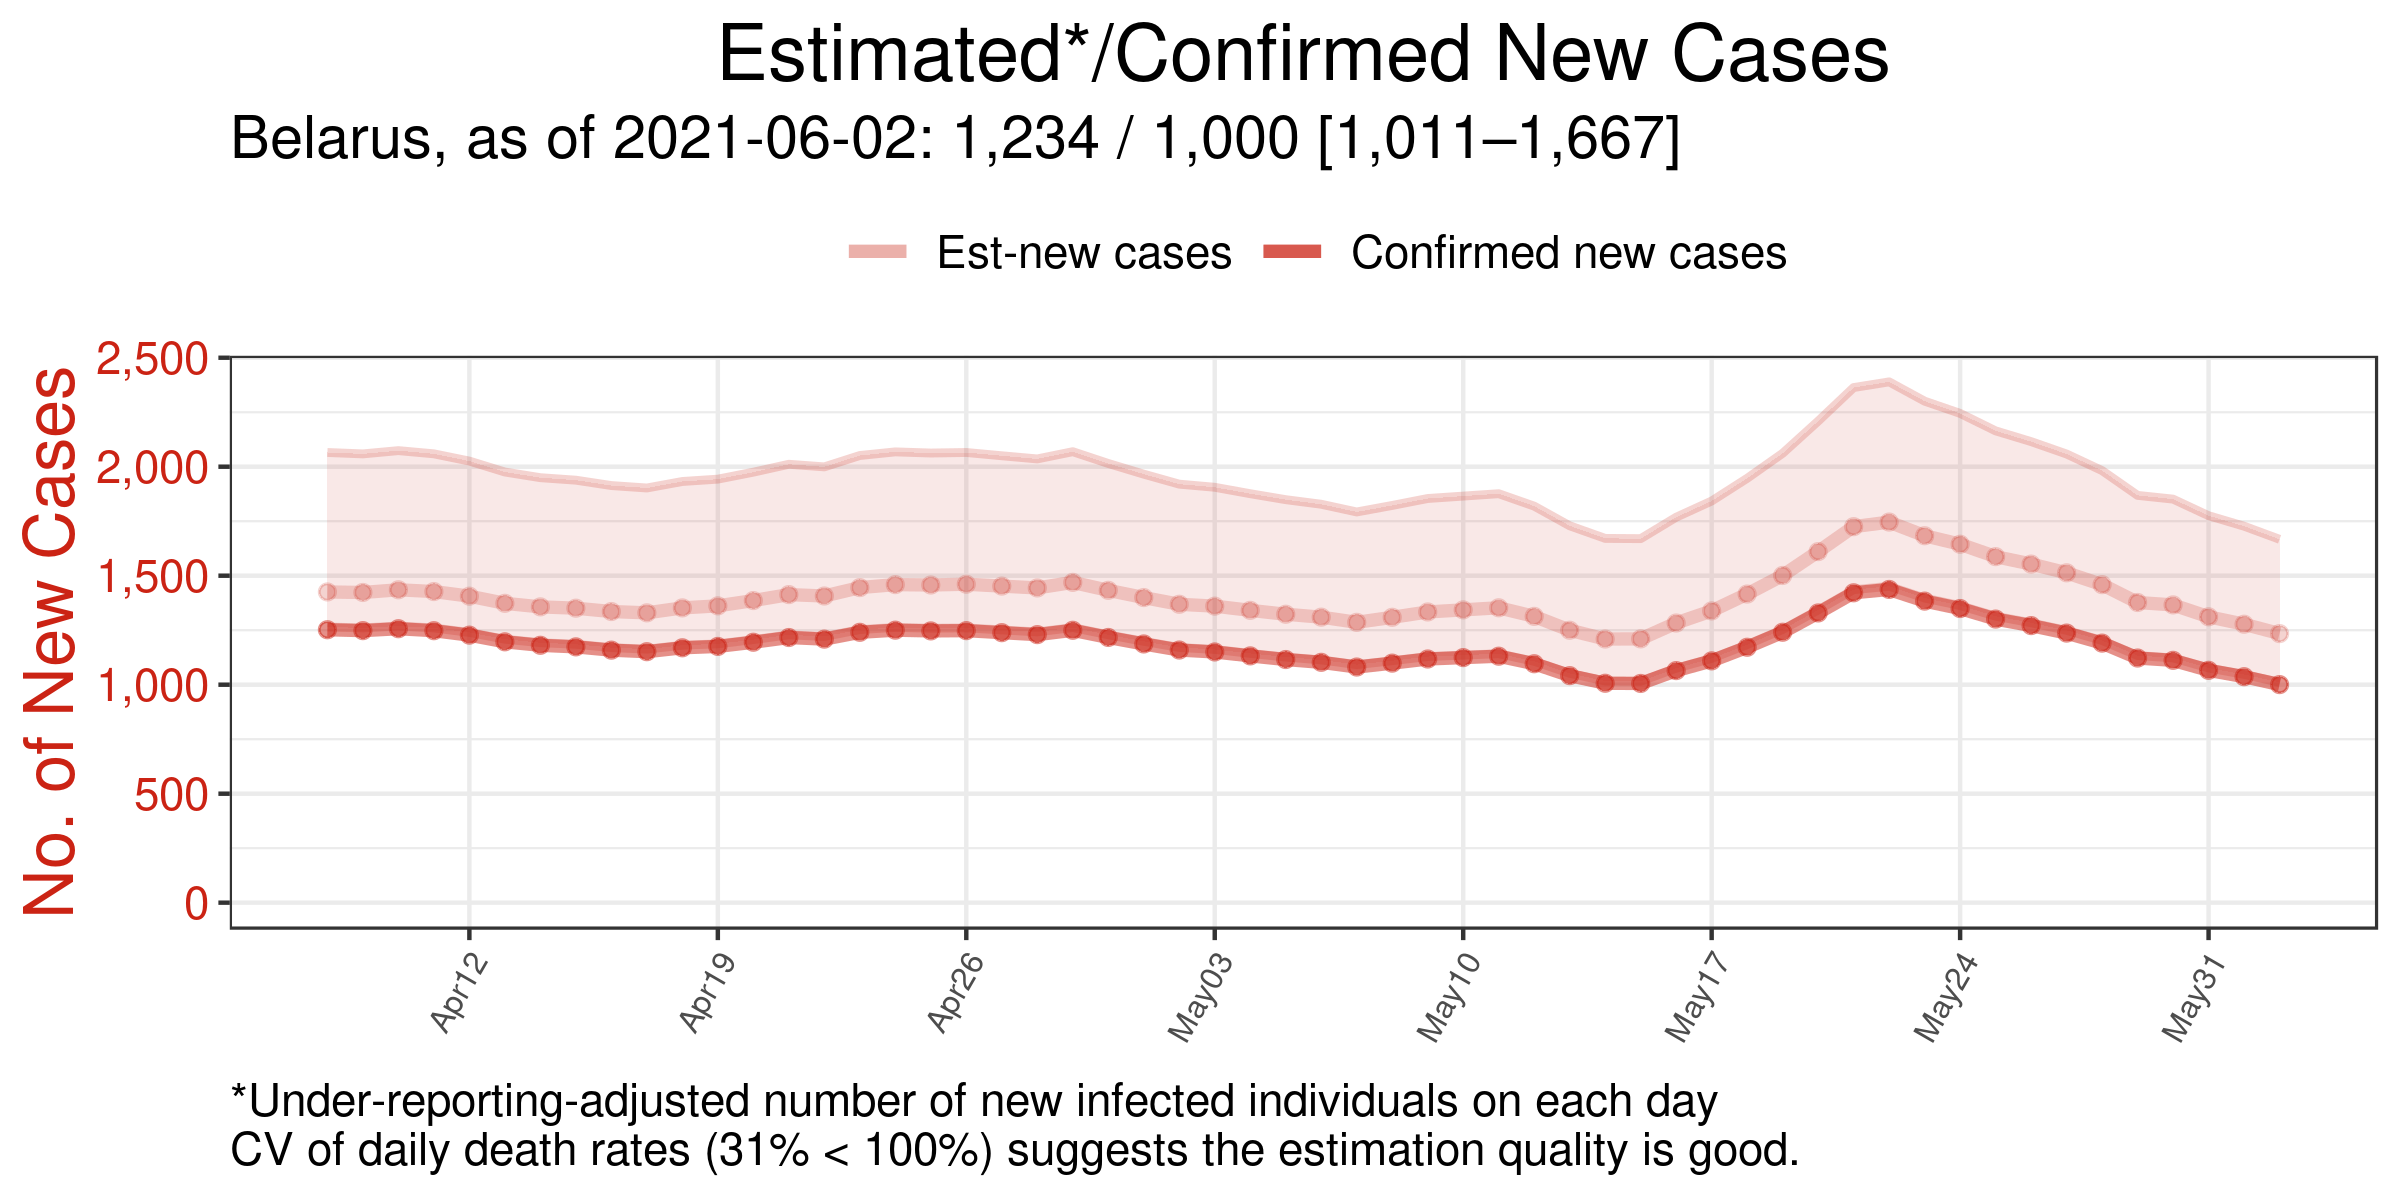 Estimated*/Confirmed New Cases
Belarus, as of 2021-06-02: 1,234 / 1,000 [1,011–1,667]
Est-new cases
Confirmed new cases
No. of New Cases
2,500
2,000
1,500
1,000
500
0
Apr12
Apr19
Apr26
May03
May10
May17
May24
May31
*Under-reporting-adjusted number of new infected individuals on each day
CV of daily death rates (31% < 100%) suggests the estimation quality is good.